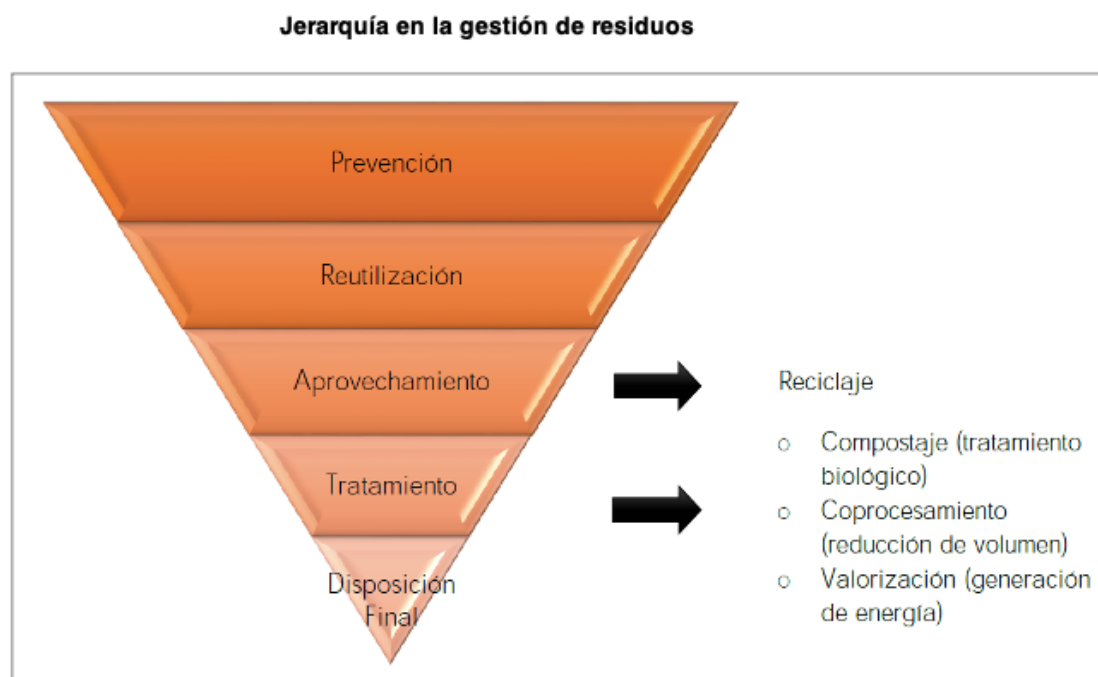 Jerarquía en la gestión de residuos
Prevención
Reutilización
Aprovechamiento
Tratamiento
Disposición
Final
Reciclaje
o Compostaje (tratamiento
biológico)
o Coprocesamiento
(reducción de volumen)
o Valorización (generación
de energía)